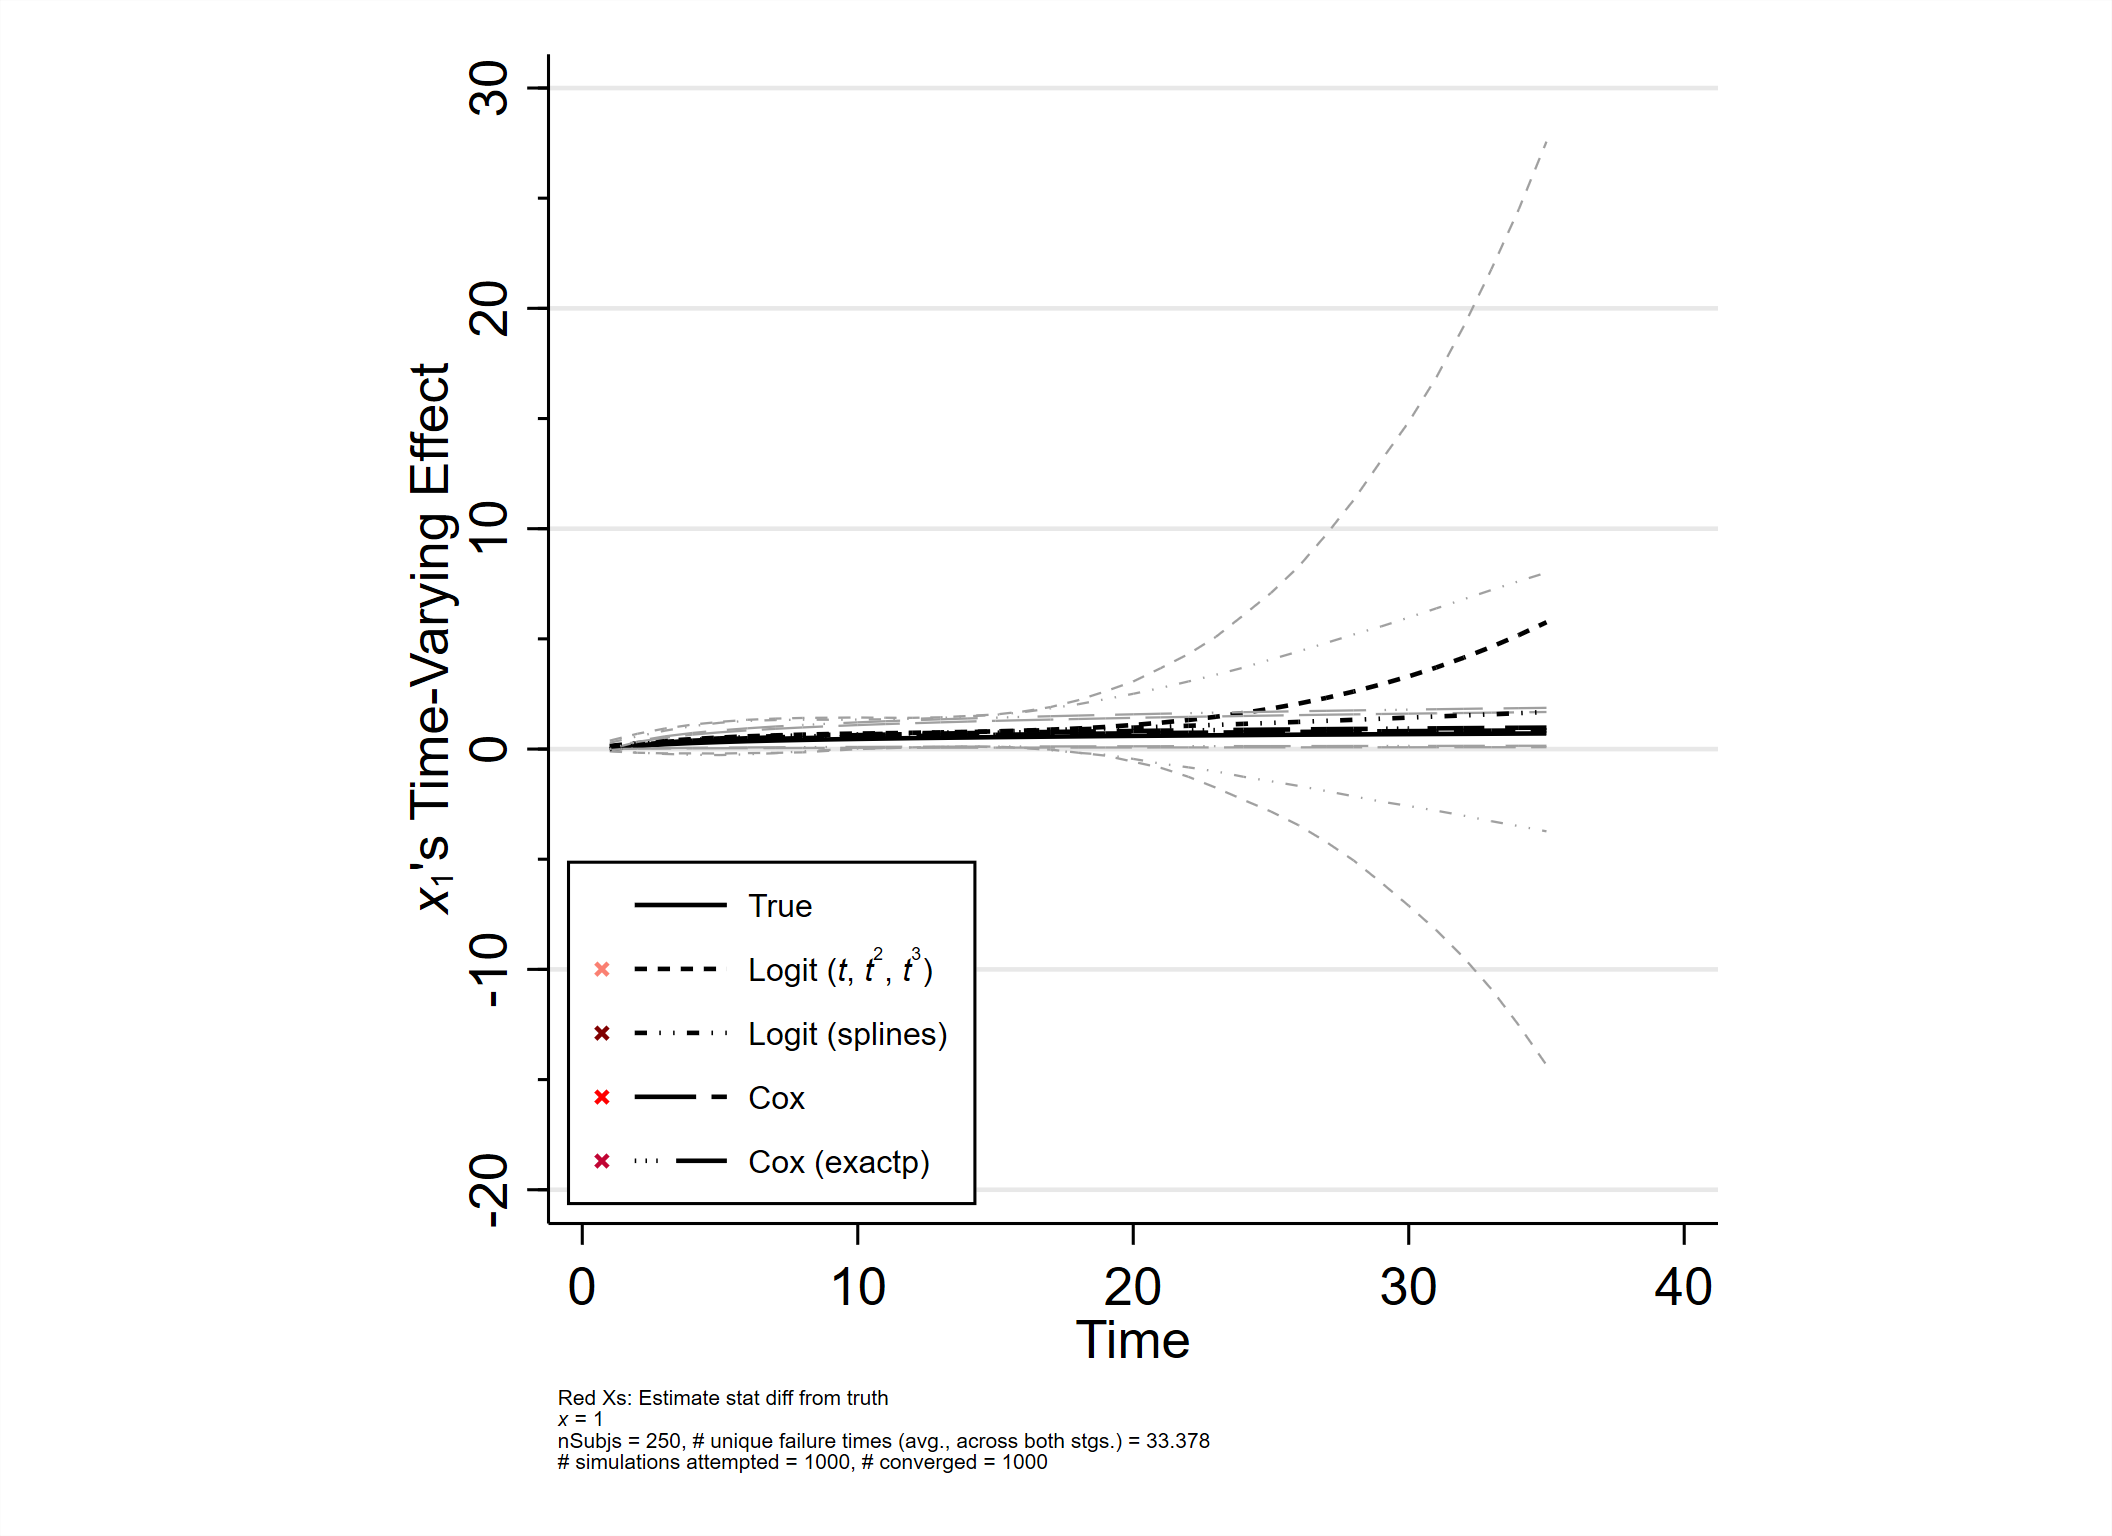 30
20
10
0
-10
-20
x₁'s Time-Varying Effect
True
Logit (t, t², t³)
Logit (splines)
Cox
Cox (exactp)
0 10 20 30 40
Time
Red Xs: Estimate stat diff from truth
x = 1
nSubjs = 250, # unique failure times (avg., across both stgs.) = 33.378
# simulations attempted = 1000, # converged = 1000